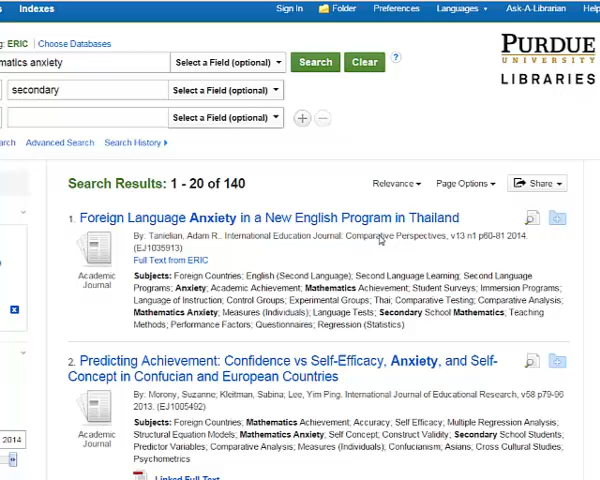 Indexes Sign In Folder Preferences Languages Ask-A-Librarian
ERIC Choose Databases
matics anxiety Select a Field (optional) Search Clear ?
secondary Select a Field (optional)
Select a Field (optional)
PURDUE
UNIVERSITY
LIBRARIES
Advanced Search Search History
Search Results: 1 - 20 of 140 Relevance Page Options Share
1. Foreign Language Anxiety in a New English Program in Thailand
By: Tanielian, Adam R.. International Education Journal: Comparative Perspectives, v13 n1 p60-81 2014.
(EJ1035913)
Academic
Journal
Full Text from ERIC
Subjects: Foreign Countries; English (Second Language); Second Language Learning; Second Language
Programs; Anxiety; Academic Achievement; Mathematics Achievement; Student Surveys; Immersion Programs;
Language of Instruction; Control Groups; Experimental Groups; Thai; Comparative Testing; Comparative Analysis;
Mathematics Anxiety; Measures (Individuals); Language Tests; Secondary School Mathematics; Teaching
Methods; Performance Factors; Questionnaires; Regression (Statistics)
2. Predicting Achievement: Confidence vs Self-Efficacy, Anxiety, and Self-
Concept in Confucian and European Countries
By: Morony, Suzanne; Kleitman, Sabina; Lee, Yim Ping. International Journal of Educational Research, v58 p79-96
2013. (EJ1005492)
Academic
Journal
Subjects: Foreign Countries; Mathematics Achievement; Accuracy; Self Efficacy; Multiple Regression Analysis;
Structural Equation Models; Mathematics Anxiety; Self Concept; Construct Validity; Secondary School Students;
Predictor Variables; Comparative Analysis; Measures (Individuals); Confucianism; Asians; Cross Cultural Studies;
Psychometrics
2014
Linked Full Text